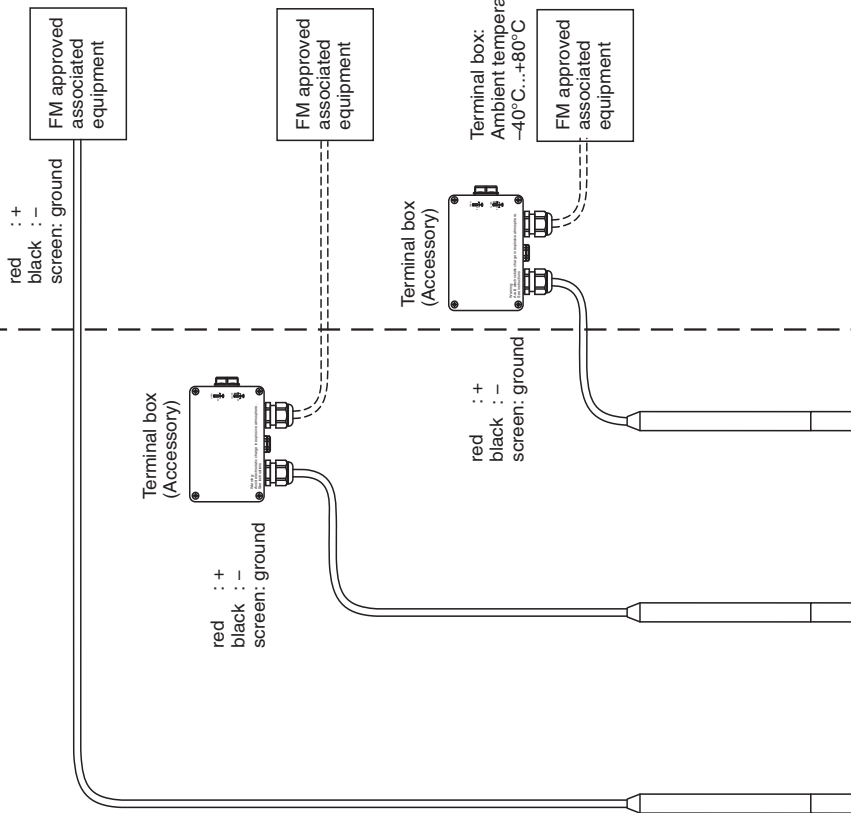 FM approved
associated
equipment
red : +
black : –
screen: ground
FM approved
associated
equipment
Terminal box
(Accessory)
red : +
black : –
screen: ground
Terminal box:
Ambient tempera
–40°C...+80°C
FM approved
associated
equipment
Terminal box
(Accessory)
red : +
black : –
screen: ground